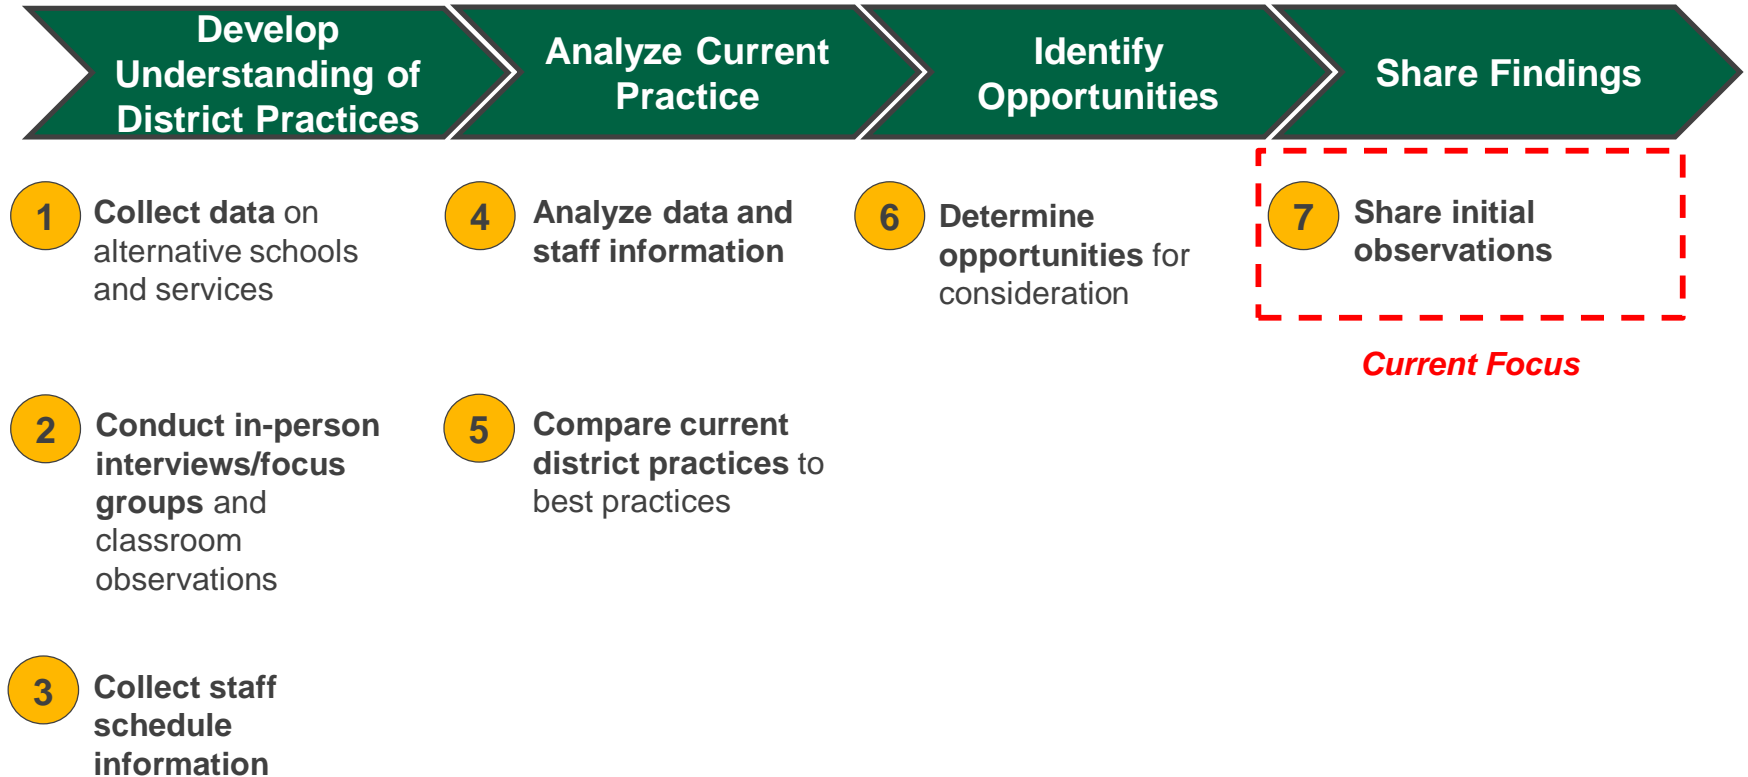 Develop
Understanding of
District Practices
Analyze Current
Practice
Identify
Opportunities
Share Findings
1
Collect data on
alternative schools
and services
2
Conduct in-person
interviews/focus
groups and
classroom
observations
3
Collect staff
schedule
information
4
Analyze data and
staff information
5
Compare current
district practices to
best practices
6
Determine
opportunities for
consideration
7
Share initial
observations
Current Focus